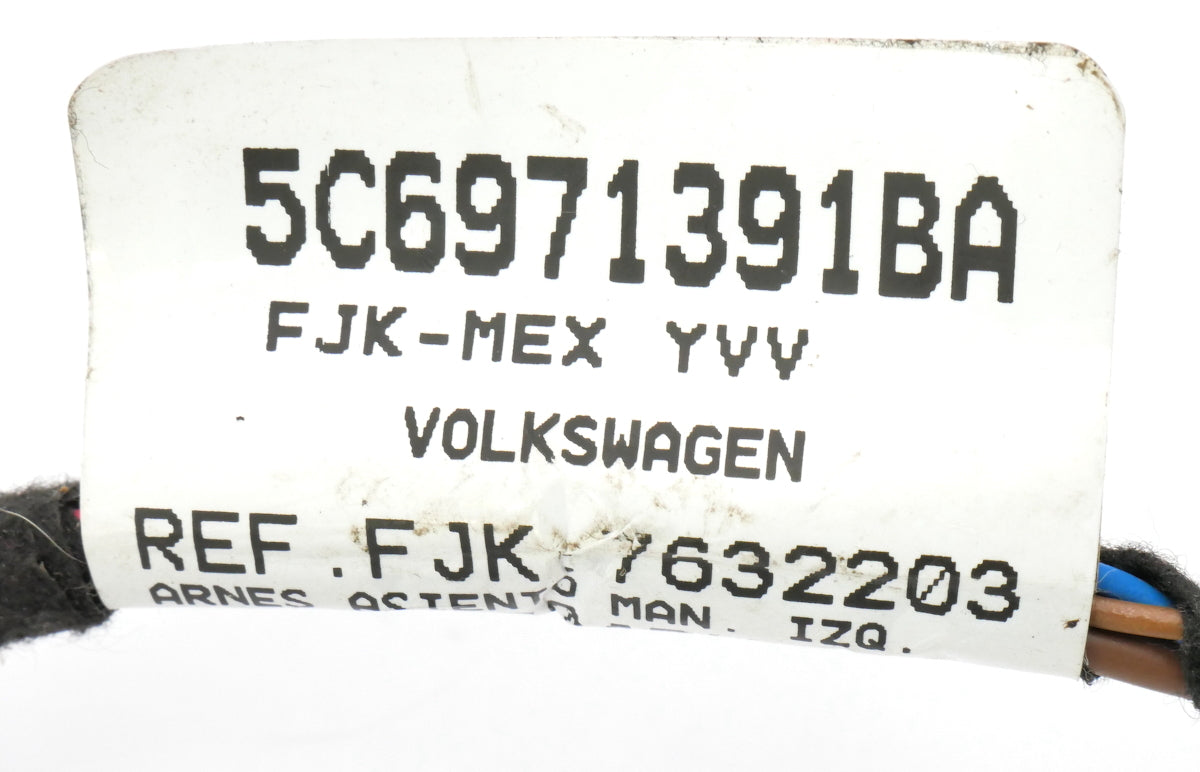 5C6971391BA
FJK-MEX YVV
VOLKSWAGEN
REF.FJK: 7632203
ARNES ASIENTO MAN. IZQ.